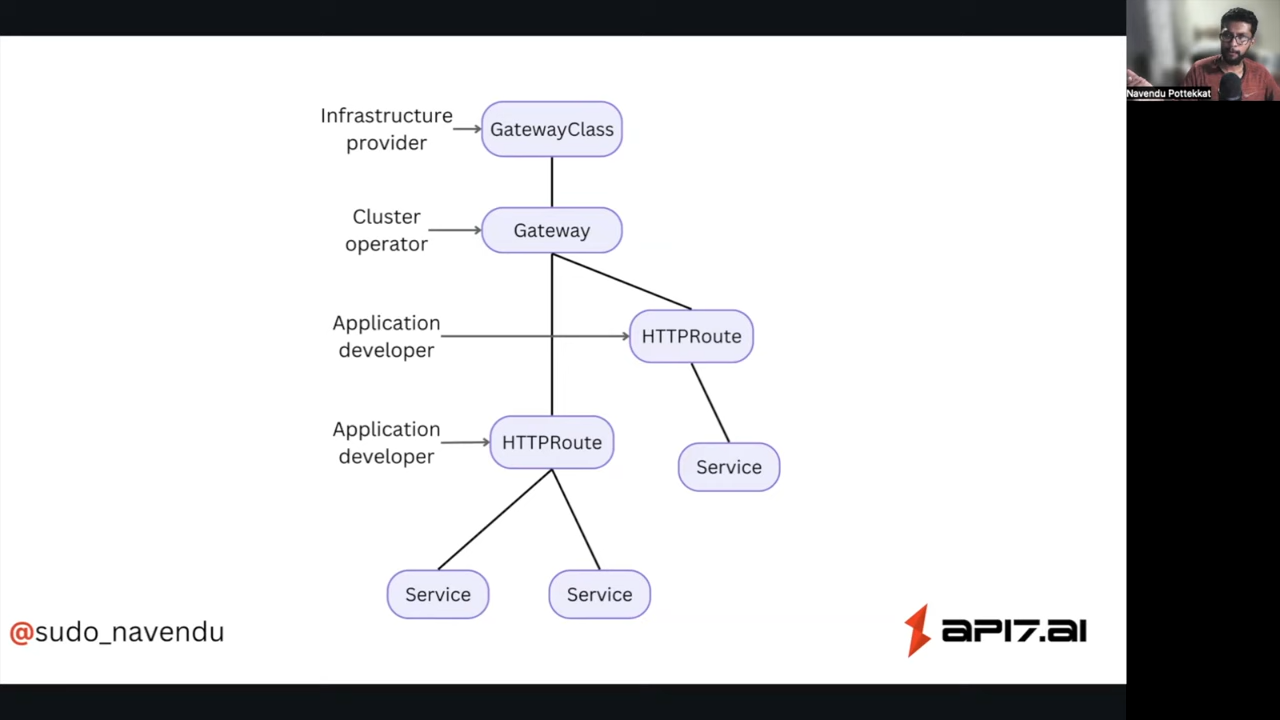 Infrastructure
provider
GatewayClass
Navendu Pottekkat
Cluster
operator
Gateway
Application
developer
HTTPRoute
Application
developer
HTTPRoute
Service
Service
Service
@sudo_navendu
API7.AI